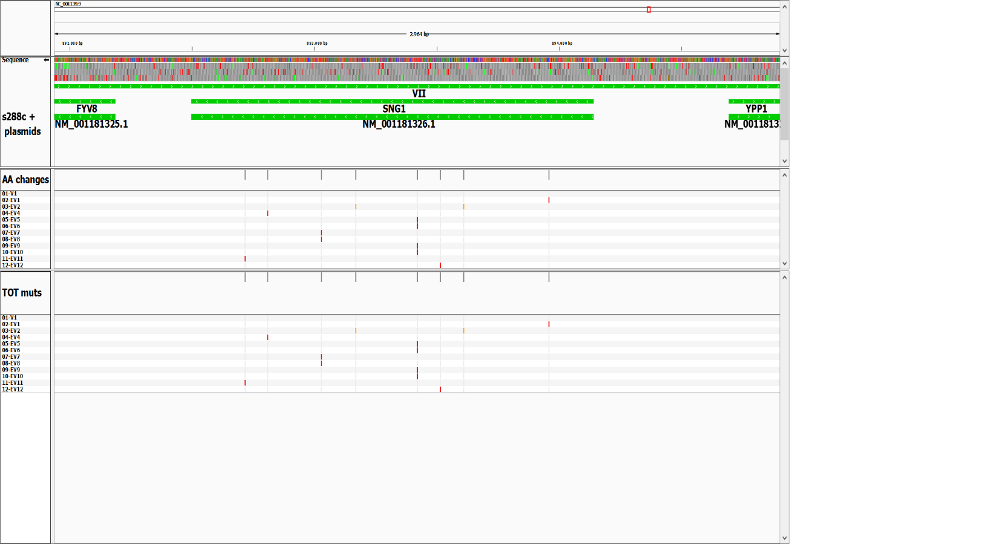 NC_001139.9
2.964 bp
892.000 bp 893.000 bp 894.000 bp
Sequence
VII
s288c +
plasmids
FYV8 SNG1 YPP1
NM_001181325.1 NM_001181326.1 NM_0011813
AA changes
01-V1
02-EV1
03-EV2
04-EV4
05-EV5
06-EV6
07-EV7
08-EV8
09-EV9
10-EV10
11-EV11
12-EV12
TOT muts
01-V1
02-EV1
03-EV2
04-EV4
05-EV5
06-EV6
07-EV7
08-EV8
09-EV9
10-EV10
11-EV11
12-EV12